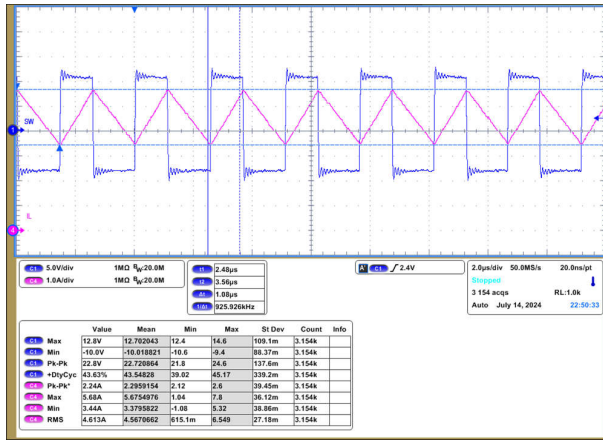 SW
1
IL
4
C1 5.0V/div 1MΩ BW:20.0M
C4 1.0A/div 1MΩ BW:20.0M
t1 2.48µs
t2 3.56µs
Δt 1.08µs
1/Δt 925.926kHz
A' C1 / 2.4V
2.0µs/div 50.0MS/s 20.0ns/pt
Stopped
3 154 acqs RL:1.0k
Auto July 14, 2024 22:50:33
Value Mean Min Max St Dev Count Info
C1 Max 12.8V 12.702043 12.4 14.6 109.1m 3.154k
C1 Min -10.0V -10.018821 -10.6 -9.4 88.37m 3.154k
C1 Pk-Pk 22.8V 22.720864 21.8 24.6 137.6m 3.154k
C1 +DtyCyc 43.63% 43.54828 39.02 45.17 339.2m 3.154k
C4 Pk-Pk* 2.24A 2.2959154 2.12 2.6 39.45m 3.154k
C4 Max 5.68A 5.6754976 1.04 7.8 36.12m 3.154k
C4 Min 3.44A 3.3795822 -1.08 5.32 38.86m 3.154k
C4 RMS 4.613A 4.5670662 615.1m 6.549 27.18m 3.154k